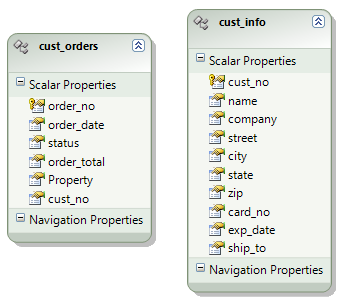 cust_orders
Scalar Properties
order_no
order_date
status
order_total
Property
cust_no
Navigation Properties
cust_info
Scalar Properties
cust_no
name
company
street
city
state
zip
card_no
exp_date
ship_to
Navigation Properties